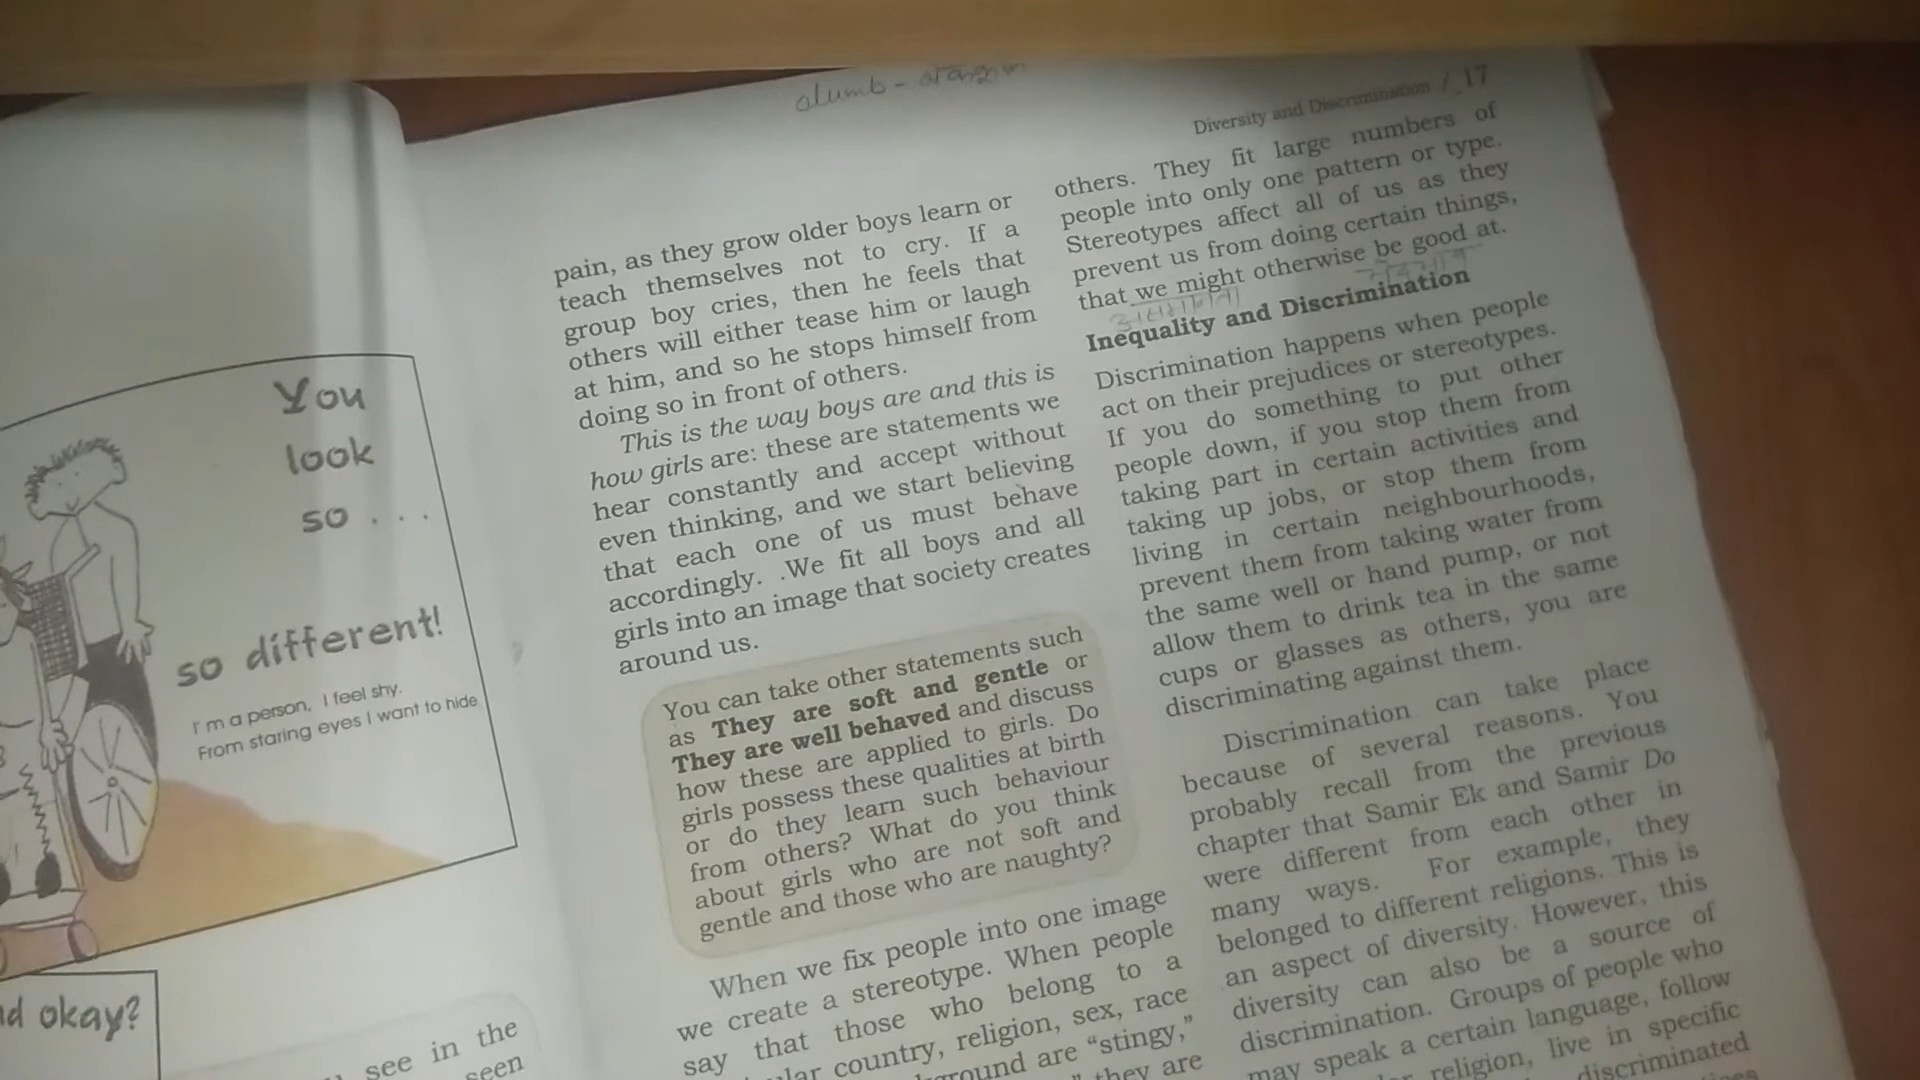 You
look
so . . .
so different!
I'm a person, I feel shy.
From staring eyes I want to hide
okay?
see in the
seen
Diversity and Discrimination / 17
pain, as they grow older boys learn or
teach themselves not to cry. If a
group boy cries, then he feels that
others will either tease him or laugh
at him, and so he stops himself from
doing so in front of others.
This is the way boys are and this is
how girls are: these are statements we
hear constantly and accept without
even thinking, and we start believing
that each one of us must behave
accordingly. .We fit all boys and all
girls into an image that society creates
around us.
You can take other statements such
as They are soft and gentle or
They are well behaved and discuss
how these are applied to girls. Do
girls possess these qualities at birth
or do they learn such behaviour
from others? What do you think
about girls who are not soft and
gentle and those who are naughty?
When we fix people into one image
we create a stereotype. When people
say that those who belong to a
country, religion, sex, race
are “stingy,”
they are
others. They fit large numbers of
people into only one pattern or type.
Stereotypes affect all of us as they
prevent us from doing certain things,
that we might otherwise be good at.
Inequality and Discrimination
Discrimination happens when people
act on their prejudices or stereotypes.
If you do something to put other
people down, if you stop them from
taking part in certain activities and
taking up jobs, or stop them from
living in certain neighbourhoods,
prevent them from taking water from
the same well or hand pump, or not
allow them to drink tea in the same
cups or glasses as others, you are
discriminating against them.
Discrimination can take place
because of several reasons. You
probably recall from the previous
chapter that Samir Ek and Samir Do
were different from each other in
many ways. For example, they
belonged to different religions. This is
an aspect of diversity. However, this
diversity can also be a source of
discrimination. Groups of people who
may speak a certain language, follow
religion, live in specific
discriminated